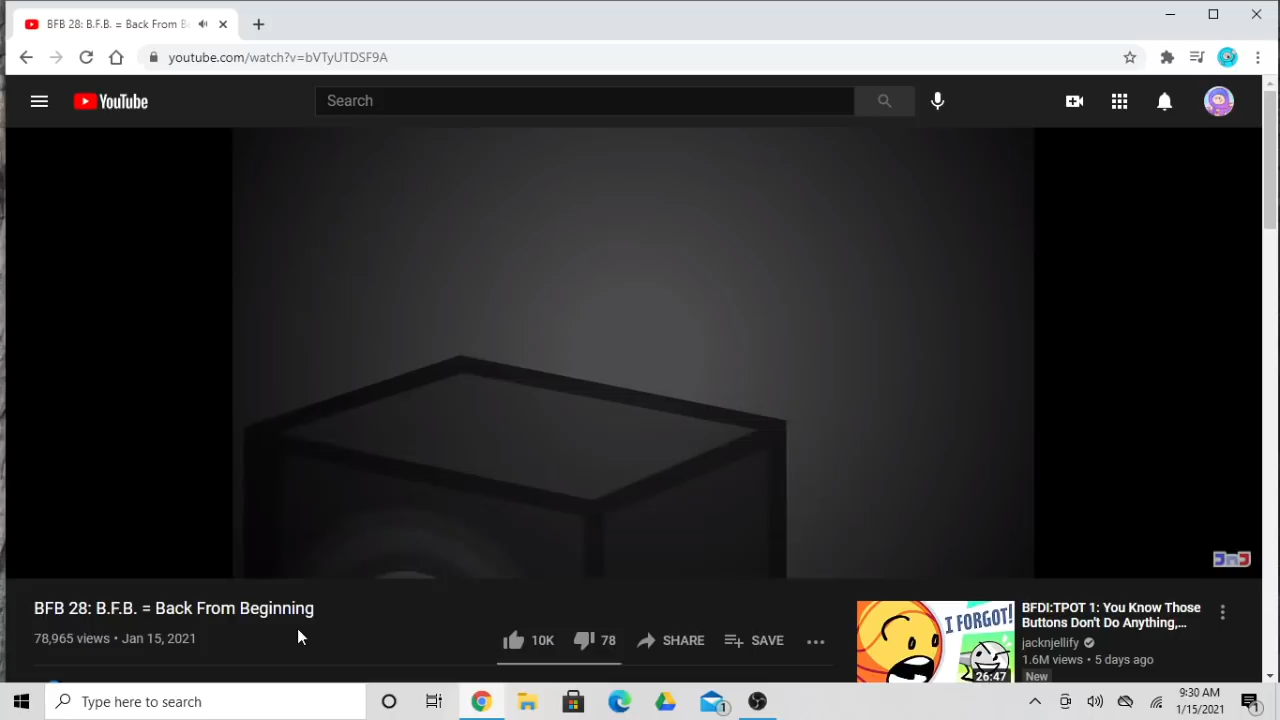 BFB 28: B.F.B. = Back From B
youtube.com/watch?v=bVTyUTDSF9A
YouTube
Search
BFB 28: B.F.B. = Back From Beginning
78,965 views • Jan 15, 2021
10K
78
SHARE
SAVE
I FORGOT!
26:47
BFDI:TPOT 1: You Know Those
Buttons Don't Do Anything,...
jacknjellify
1.6M views • 5 days ago
New
Type here to search
1
9:30 AM
1/15/2021
1